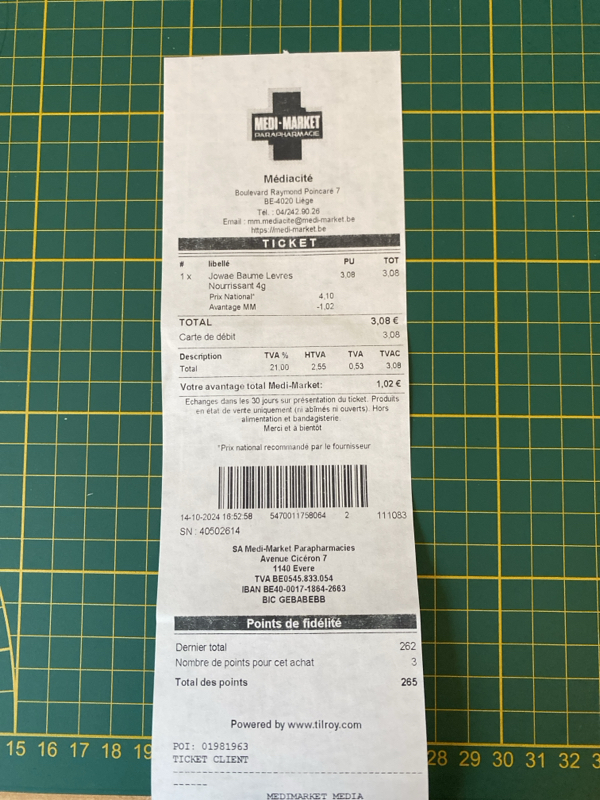 MEDI-MARKET
PARAPHARMACIE
Médiacité
Boulevard Raymond Poincaré 7
BE-4020 Liège
Tél. : 04/242.90.26
Email : mm.mediacite@medi-market.be
https://medi-market.be
TICKET
# libellé PU TOT
1 x Jowae Baume Levres 3,08 3,08
Nourrissant 4g
Prix National* 4,10
Avantage MM -1,02
TOTAL 3,08 €
Carte de débit 3,08
Description TVA % HTVA TVA TVAC
Total 21,00 2,55 0,53 3,08
Votre avantage total Medi-Market: 1,02 €
Echanges dans les 30 jours sur présentation du ticket. Produits
en état de vente uniquement (ni abîmés ni ouverts). Hors
alimentation et bandagisterie.
Merci et à bientôt
*Prix national recommandé par le fournisseur
14-10-2024 16:52:58 5470011758064 2 111083
SN : 40502614
SA Medi-Market Parapharmacies
Avenue Cicéron 7
1140 Evere
TVA BE0545.833.054
IBAN BE40-0017-1864-2663
BIC GEBABEBB
Points de fidélité
Dernier total 262
Nombre de points pour cet achat 3
Total des points 265
Powered by www.tilroy.com
POI: 01981963
TICKET CLIENT
--------------------------------
------
MEDIMARKET MEDIA
15 16 17 18 19 28 29 30 31 32 3